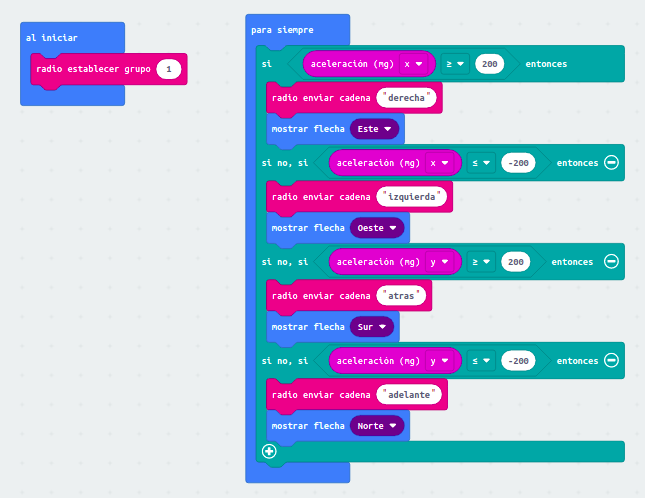 al iniciar
radio establecer grupo 1
para siempre
si aceleración (mg) x ≥ 200 entonces
radio enviar cadena "derecha"
mostrar flecha Este
si no, si aceleración (mg) x ≤ -200 entonces
radio enviar cadena "izquierda"
mostrar flecha Oeste
si no, si aceleración (mg) y ≥ 200 entonces
radio enviar cadena "atras"
mostrar flecha Sur
si no, si aceleración (mg) y ≤ -200 entonces
radio enviar cadena "adelante"
mostrar flecha Norte